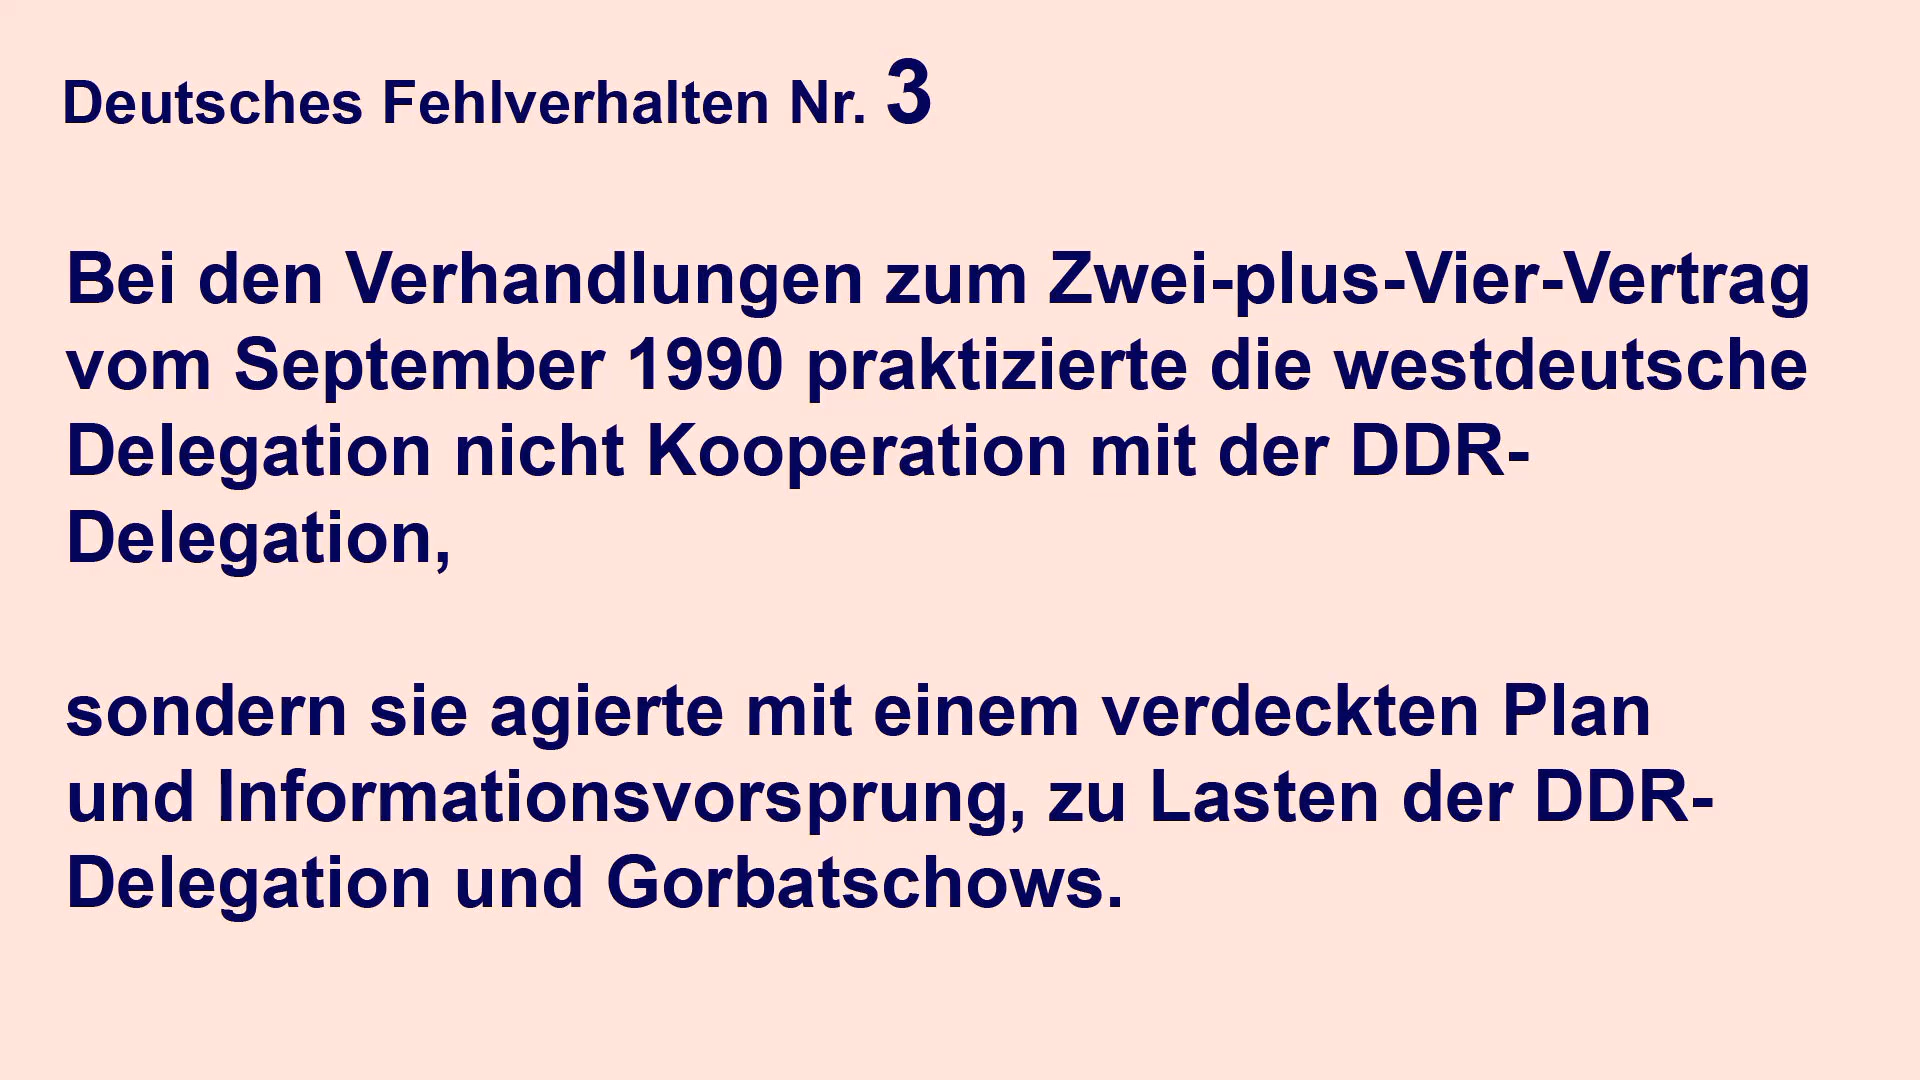 Deutsches Fehlverhalten Nr. 3
Bei den Verhandlungen zum Zwei-plus-Vier-Vertrag
vom September 1990 praktizierte die westdeutsche
Delegation nicht Kooperation mit der DDR-
Delegation,
sondern sie agierte mit einem verdeckten Plan
und Informationsvorsprung, zu Lasten der DDR-
Delegation und Gorbatschows.